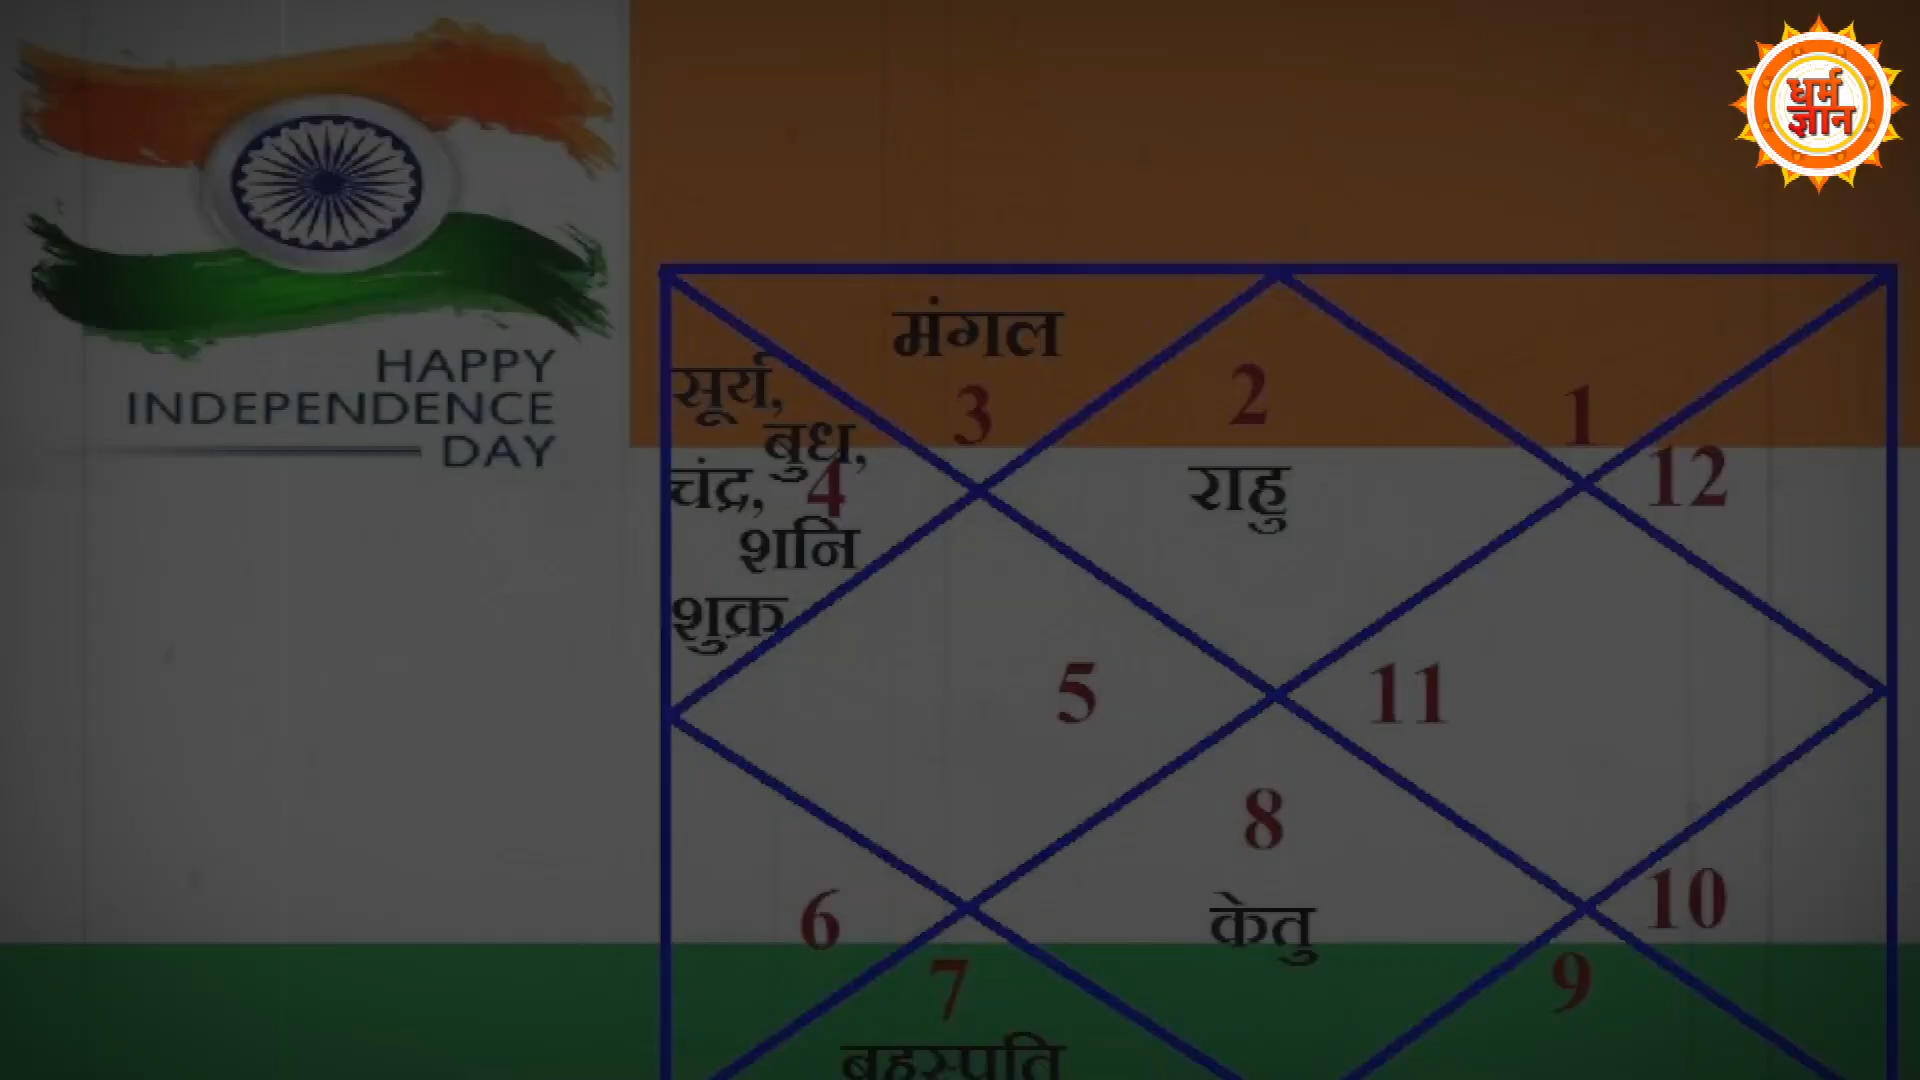 धर्म
ज्ञान
HAPPY
INDEPENDENCE
DAY
मंगल
सूर्य,
बुध,
चंद्र,
शनि
शुक्र
3
2
1
12
4
राहु
5
11
8
केतु
6
10
7
9
बृहस्पति